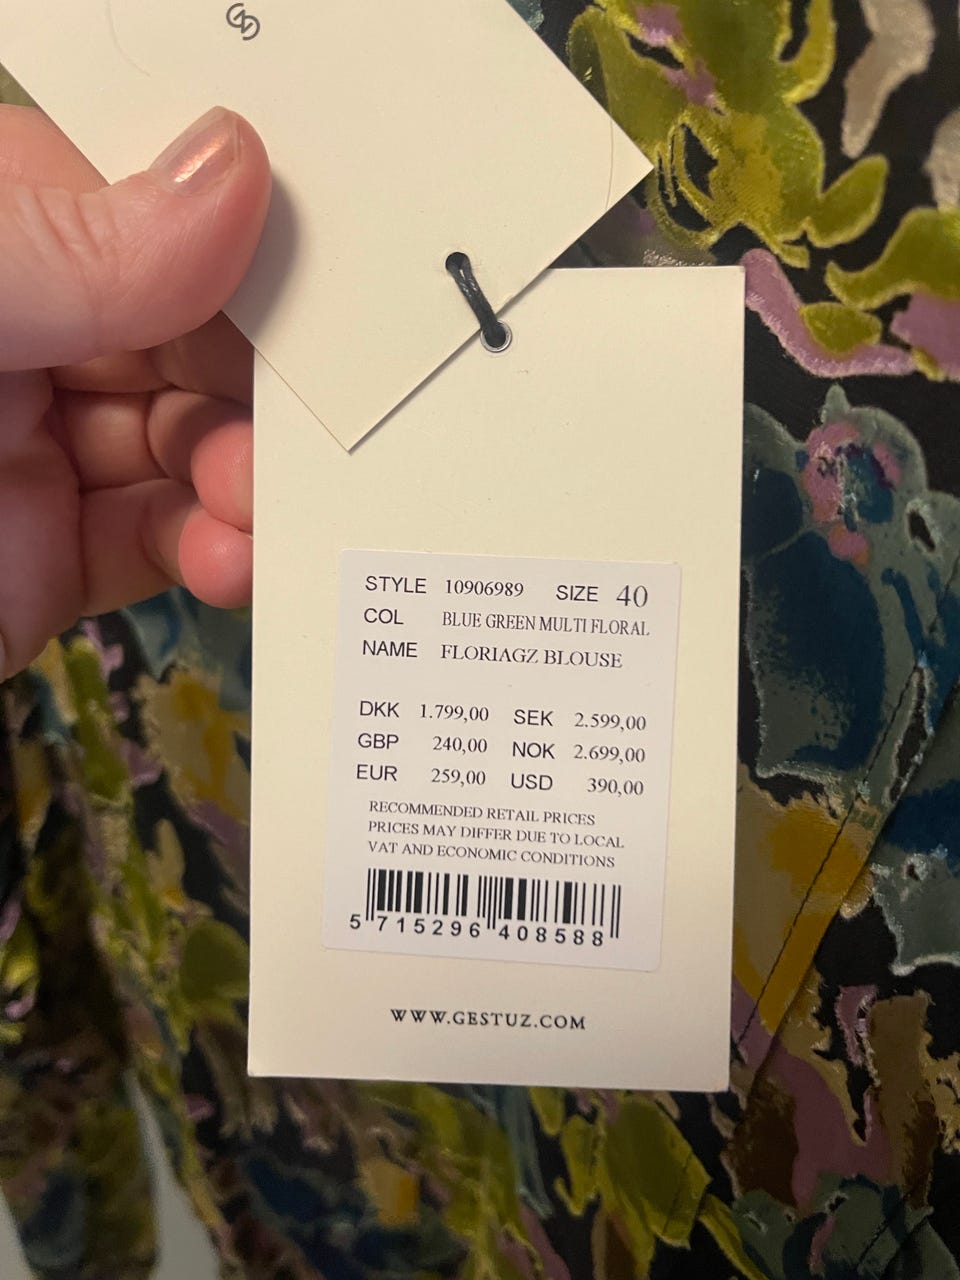 STYLE 10906989 SIZE 40
COL BLUE GREEN MULTI FLORAL
NAME FLORIAGZ BLOUSE
DKK 1.799,00 SEK 2.599,00
GBP 240,00 NOK 2.699,00
EUR 259,00 USD 390,00
RECOMMENDED RETAIL PRICES
PRICES MAY DIFFER DUE TO LOCAL
VAT AND ECONOMIC CONDITIONS
5 715296 408588
WWW.GESTUZ.COM